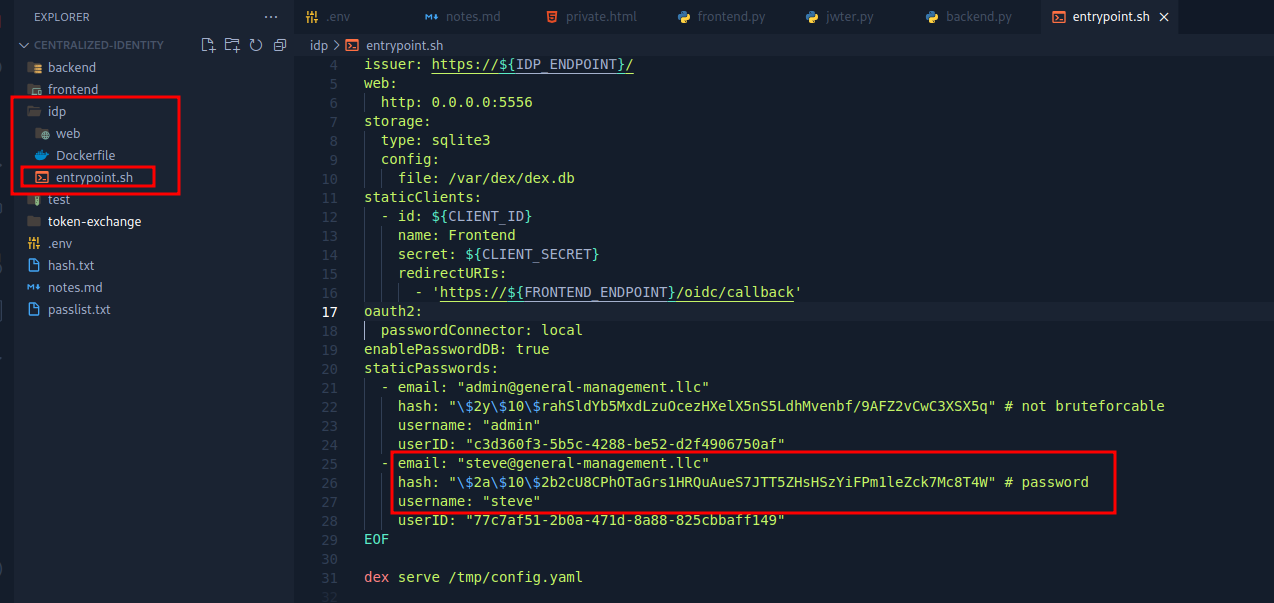 EXPLORER ···
CENTRALIZED-IDENTITY
backend
frontend
idp
web
Dockerfile
entrypoint.sh
test
token-exchange
.env
hash.txt
notes.md
passlist.txt
.env notes.md private.html frontend.py jwter.py backend.py entrypoint.sh
idp > entrypoint.sh
4 issuer: https://${IDP_ENDPOINT}/
5 web:
6 http: 0.0.0.0:5556
7 storage:
8 type: sqlite3
9 config:
10 file: /var/dex/dex.db
11 staticClients:
12 - id: ${CLIENT_ID}
13 name: Frontend
14 secret: ${CLIENT_SECRET}
15 redirectURIs:
16 - 'https://${FRONTEND_ENDPOINT}/oidc/callback'
17 oauth2:
18 passwordConnector: local
19 enablePasswordDB: true
20 staticPasswords:
21 - email: "admin@general-management.llc"
22 hash: "\$2y\$10\$rahSldYb5MxdLzuOcezHXelX5nS5LdhMvenbf/9AFZ2vCwC3XSX5q" # not bruteforcable
23 username: "admin"
24 userID: "c3d360f3-5b5c-4288-be52-d2f4906750af"
25 - email: "steve@general-management.llc"
26 hash: "\$2a\$10\$2b2cU8CPhOTaGrs1HRQuAueS7JTT5ZHsHSzYiFPm1leZck7Mc8T4W" # password
27 username: "steve"
28 userID: "77c7af51-2b0a-471d-8a88-825cbbaff149"
29 EOF
30
31 dex serve /tmp/config.yaml
32